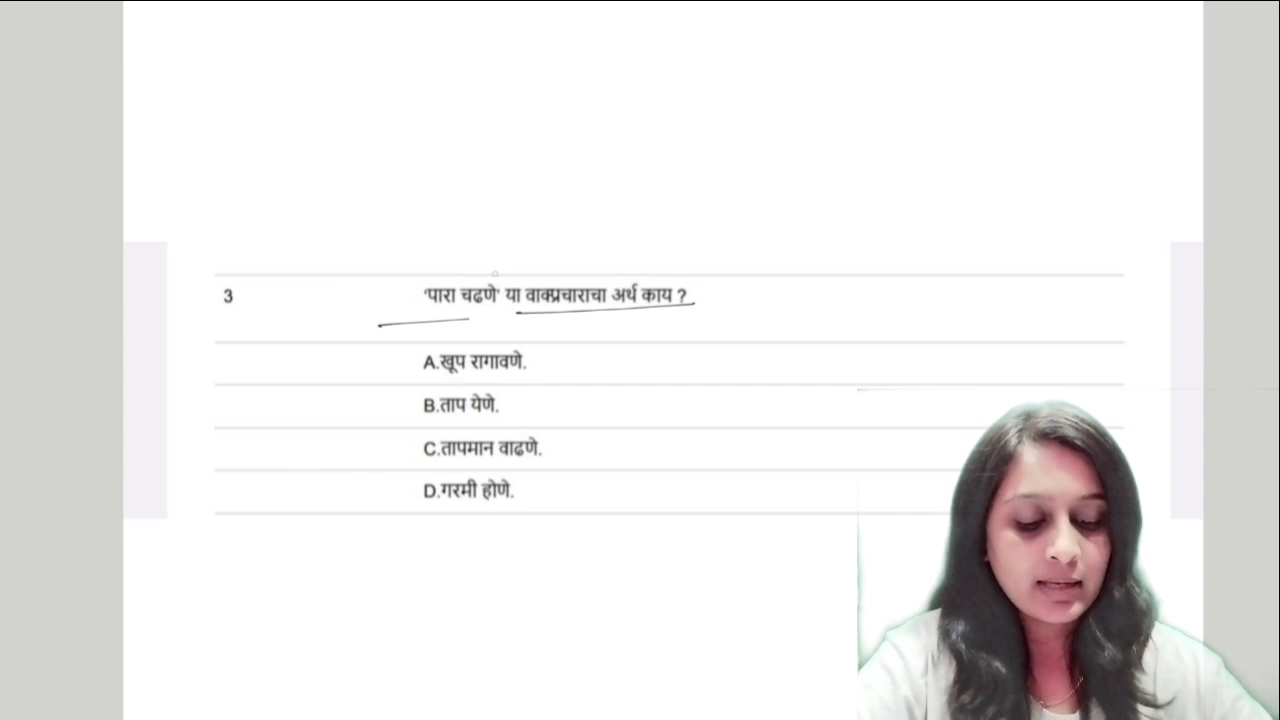 3 ‘पारा चढणे’ या वाक्प्रचाराचा अर्थ काय ?
A.खूप रागावणे.
B.ताप येणे.
C.तापमान वाढणे.
D.गरमी होणे.